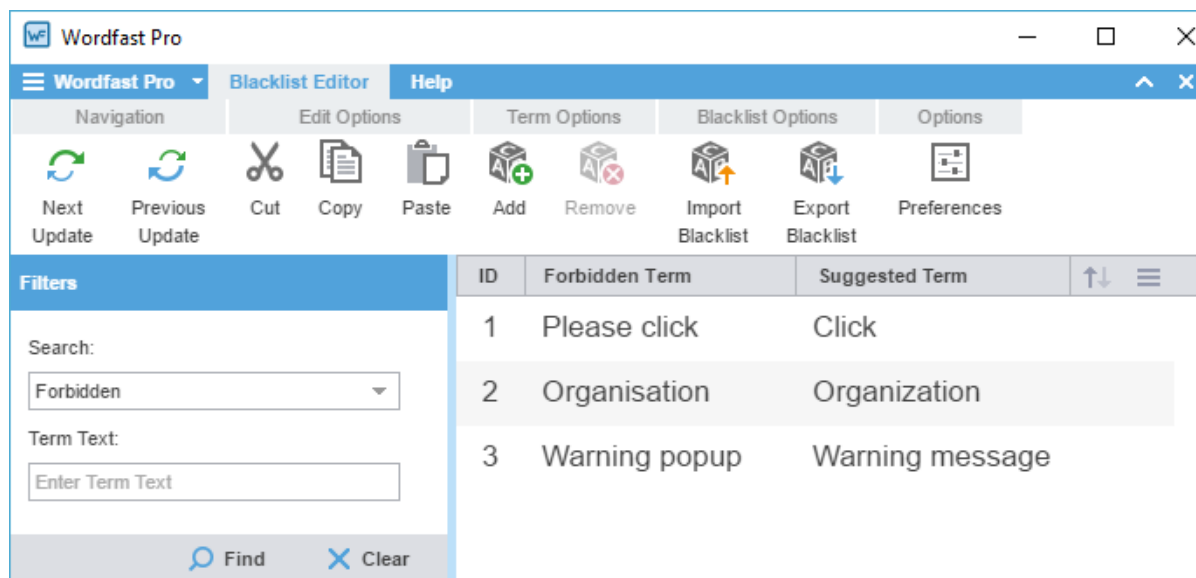 WF Wordfast Pro
Wordfast Pro Blacklist Editor Help
Navigation Edit Options Term Options Blacklist Options Options
Next Update Previous Update Cut Copy Paste Add Remove Import Blacklist Export Blacklist Preferences
Filters
Search:
Forbidden
Term Text:
Enter Term Text
Find Clear
ID Forbidden Term Suggested Term
1 Please click Click
2 Organisation Organization
3 Warning popup Warning message